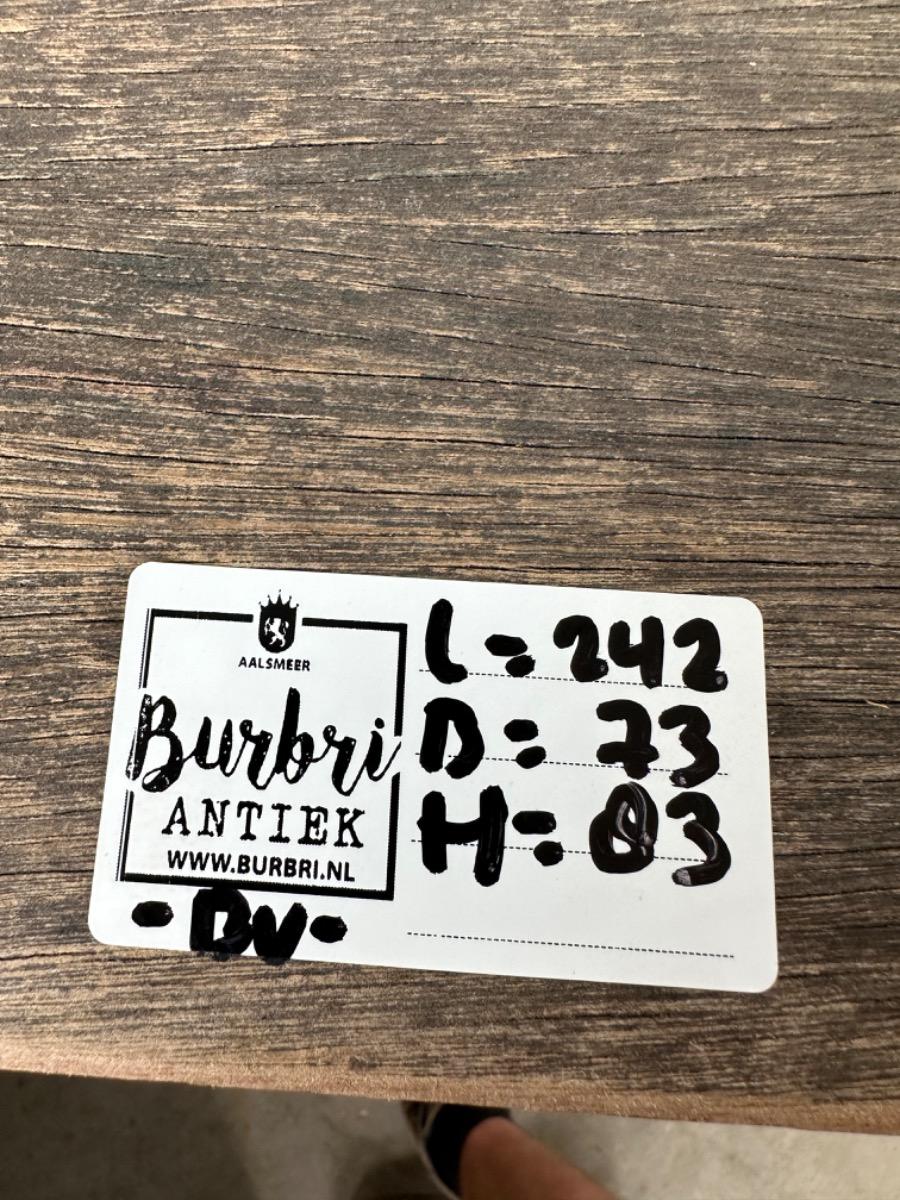 AALSMEER
Burbri
ANTIEK
WWW.BURBRI.NL
- DV -
L = 242
D = 73
H = 83